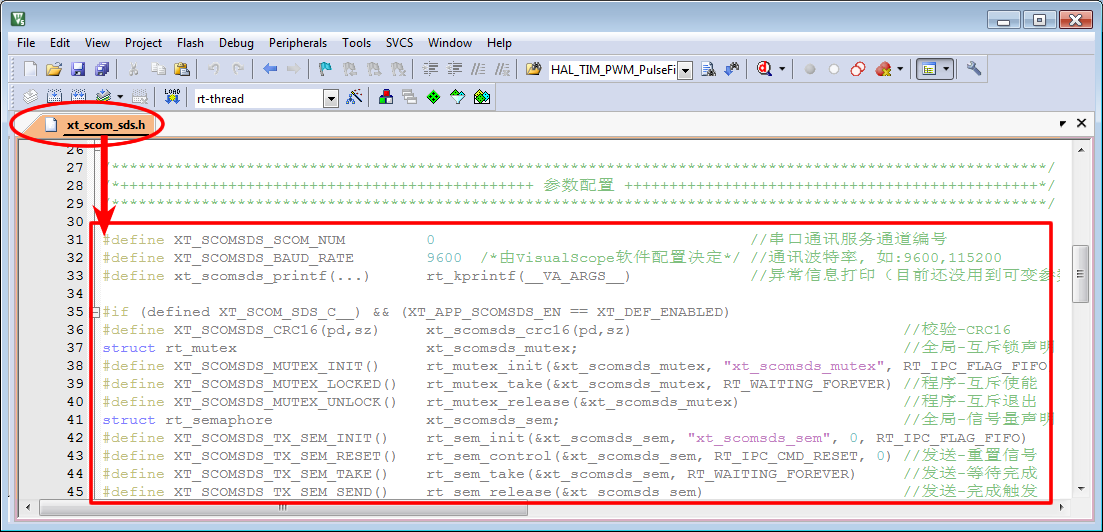 File Edit View Project Flash Debug Peripherals Tools SVCS Window Help
HAL_TIM_PWM_PulseFi
LOAD
rt-thread
xt_scom_sds.h
26
27 /*******************************************************************************************************/
28 /*++++++++++++++++++++++++++++++++++++++++++++++ 参数配置 ++++++++++++++++++++++++++++++++++++++++++++++*/
29 /*******************************************************************************************************/
30
31 #define XT_SCOMSDS_SCOM_NUM 0 //串口通讯服务通道编号
32 #define XT_SCOMSDS_BAUD_RATE 9600 /*由VisualScope软件配置决定*/ //通讯波特率, 如:9600,115200
33 #define xt_scomsds_printf(...) rt_kprintf(__VA_ARGS__) //异常信息打印(目前还没用到可变参数
34
35 #if (defined XT_SCOM_SDS_C__) && (XT_APP_SCOMSDS_EN == XT_DEF_ENABLED)
36 #define XT_SCOMSDS_CRC16(pd,sz) xt_scomsds_crc16(pd,sz) //校验-CRC16
37 struct rt_mutex xt_scomsds_mutex; //全局-互斥锁声明
38 #define XT_SCOMSDS_MUTEX_INIT() rt_mutex_init(&xt_scomsds_mutex, "xt_scomsds_mutex", RT_IPC_FLAG_FIFO
39 #define XT_SCOMSDS_MUTEX_LOCKED() rt_mutex_take(&xt_scomsds_mutex, RT_WAITING_FOREVER) //程序-互斥使能
40 #define XT_SCOMSDS_MUTEX_UNLOCK() rt_mutex_release(&xt_scomsds_mutex) //程序-互斥退出
41 struct rt_semaphore xt_scomsds_sem; //全局-信号量声明
42 #define XT_SCOMSDS_TX_SEM_INIT() rt_sem_init(&xt_scomsds_sem, "xt_scomsds_sem", 0, RT_IPC_FLAG_FIFO)
43 #define XT_SCOMSDS_TX_SEM_RESET() rt_sem_control(&xt_scomsds_sem, RT_IPC_CMD_RESET, 0) //发送-重置信号
44 #define XT_SCOMSDS_TX_SEM_TAKE() rt_sem_take(&xt_scomsds_sem, RT_WAITING_FOREVER) //发送-等待完成
45 #define XT_SCOMSDS_TX_SEM_SEND() rt_sem_release(&xt_scomsds_sem) //发送-完成触发